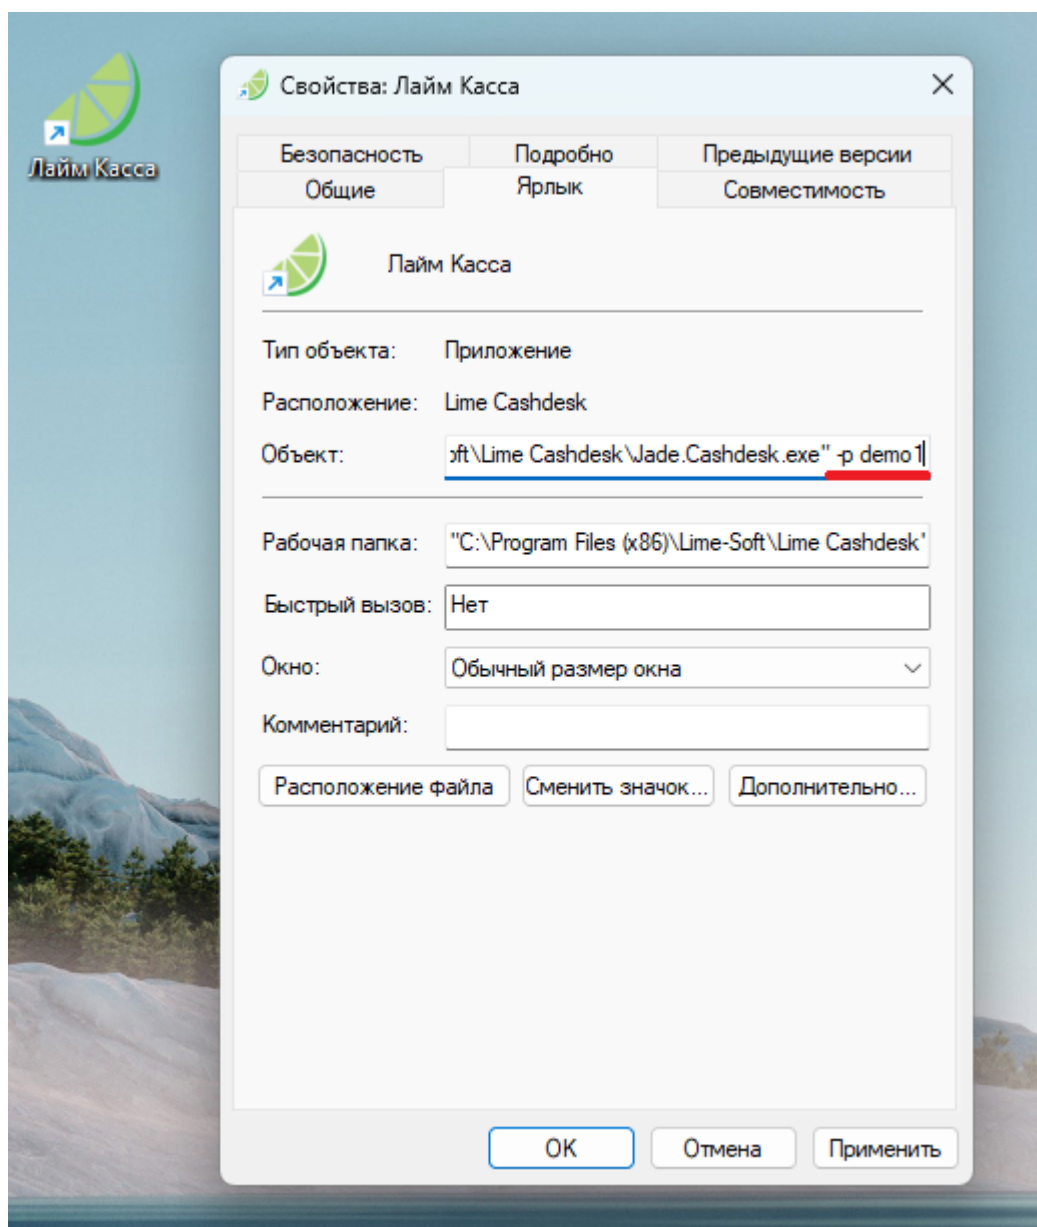 Лайм Касса
Свойства: Лайм Касса
Безопасность Подробно Предыдущие версии
Общие Ярлык Совместимость
Лайм Касса
Тип объекта: Приложение
Расположение: Lime Cashdesk
Объект: oft\Lime Cashdesk\Jade.Cashdesk.exe" -p demo1
Рабочая папка: "C:\Program Files (x86)\Lime-Soft\Lime Cashdesk"
Быстрый вызов: Нет
Окно: Обычный размер окна
Комментарий:
Расположение файла Сменить значок... Дополнительно...
OK Отмена Применить